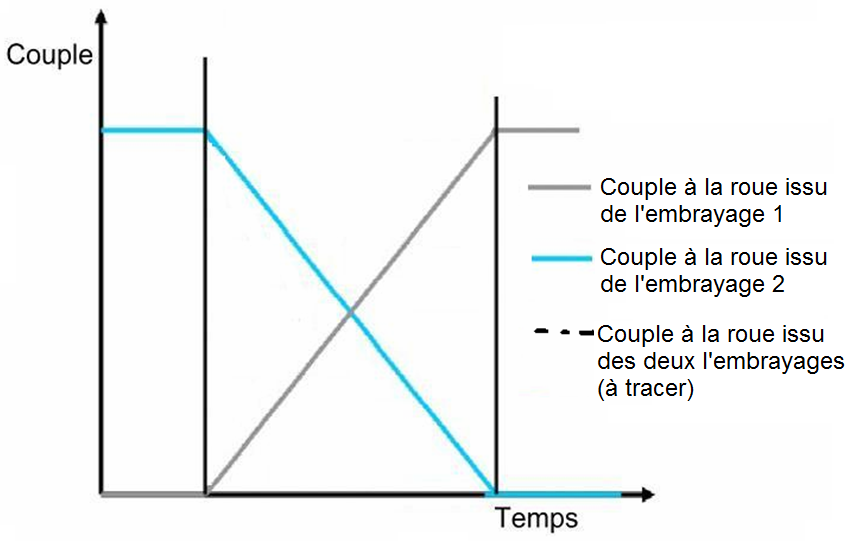 Couple
Couple à la roue issu
de l'embrayage 1
Couple à la roue issu
de l'embrayage 2
Couple à la roue issu
des deux l'embrayages
(à tracer)
Temps